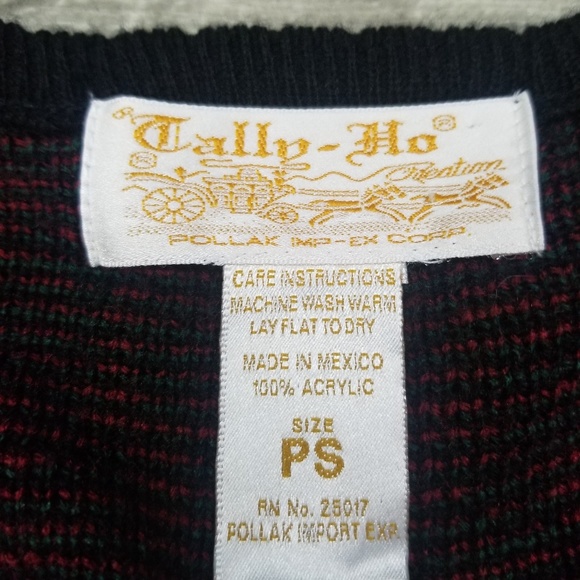 Tally-Ho®
®
Creation
POLLAK IMP-EX CORP.
CARE INSTRUCTIONS
MACHINE WASH WARM
LAY FLAT TO DRY
MADE IN MEXICO
100% ACRYLIC
SIZE
PS
RN No. 25017
POLLAK IMPORT EXP.